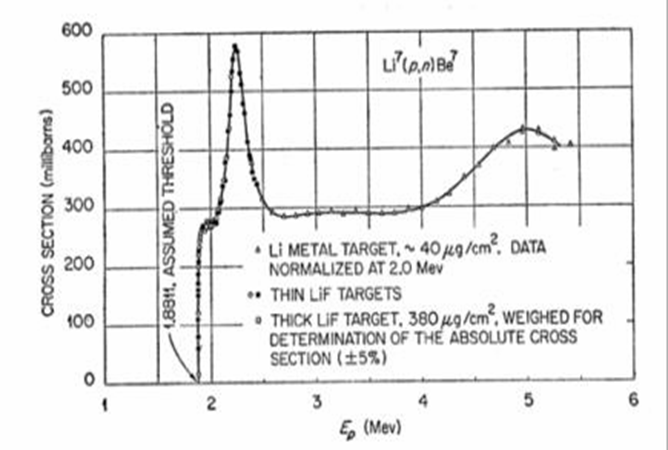 600
500
400
300
200
100
0
CROSS SECTION (millibarns)
1.8811, ASSUMED THRESHOLD
Li⁷(p,n)Be⁷
▵ Li METAL TARGET, ~ 40 μg/cm². DATA
NORMALIZED AT 2.0 Mev
○● THIN LiF TARGETS
□ THICK LiF TARGET, 380 μg/cm², WEIGHED FOR
DETERMINATION OF THE ABSOLUTE CROSS
SECTION (±5%)
1 2 3 4 5 6
Eₚ (Mev)